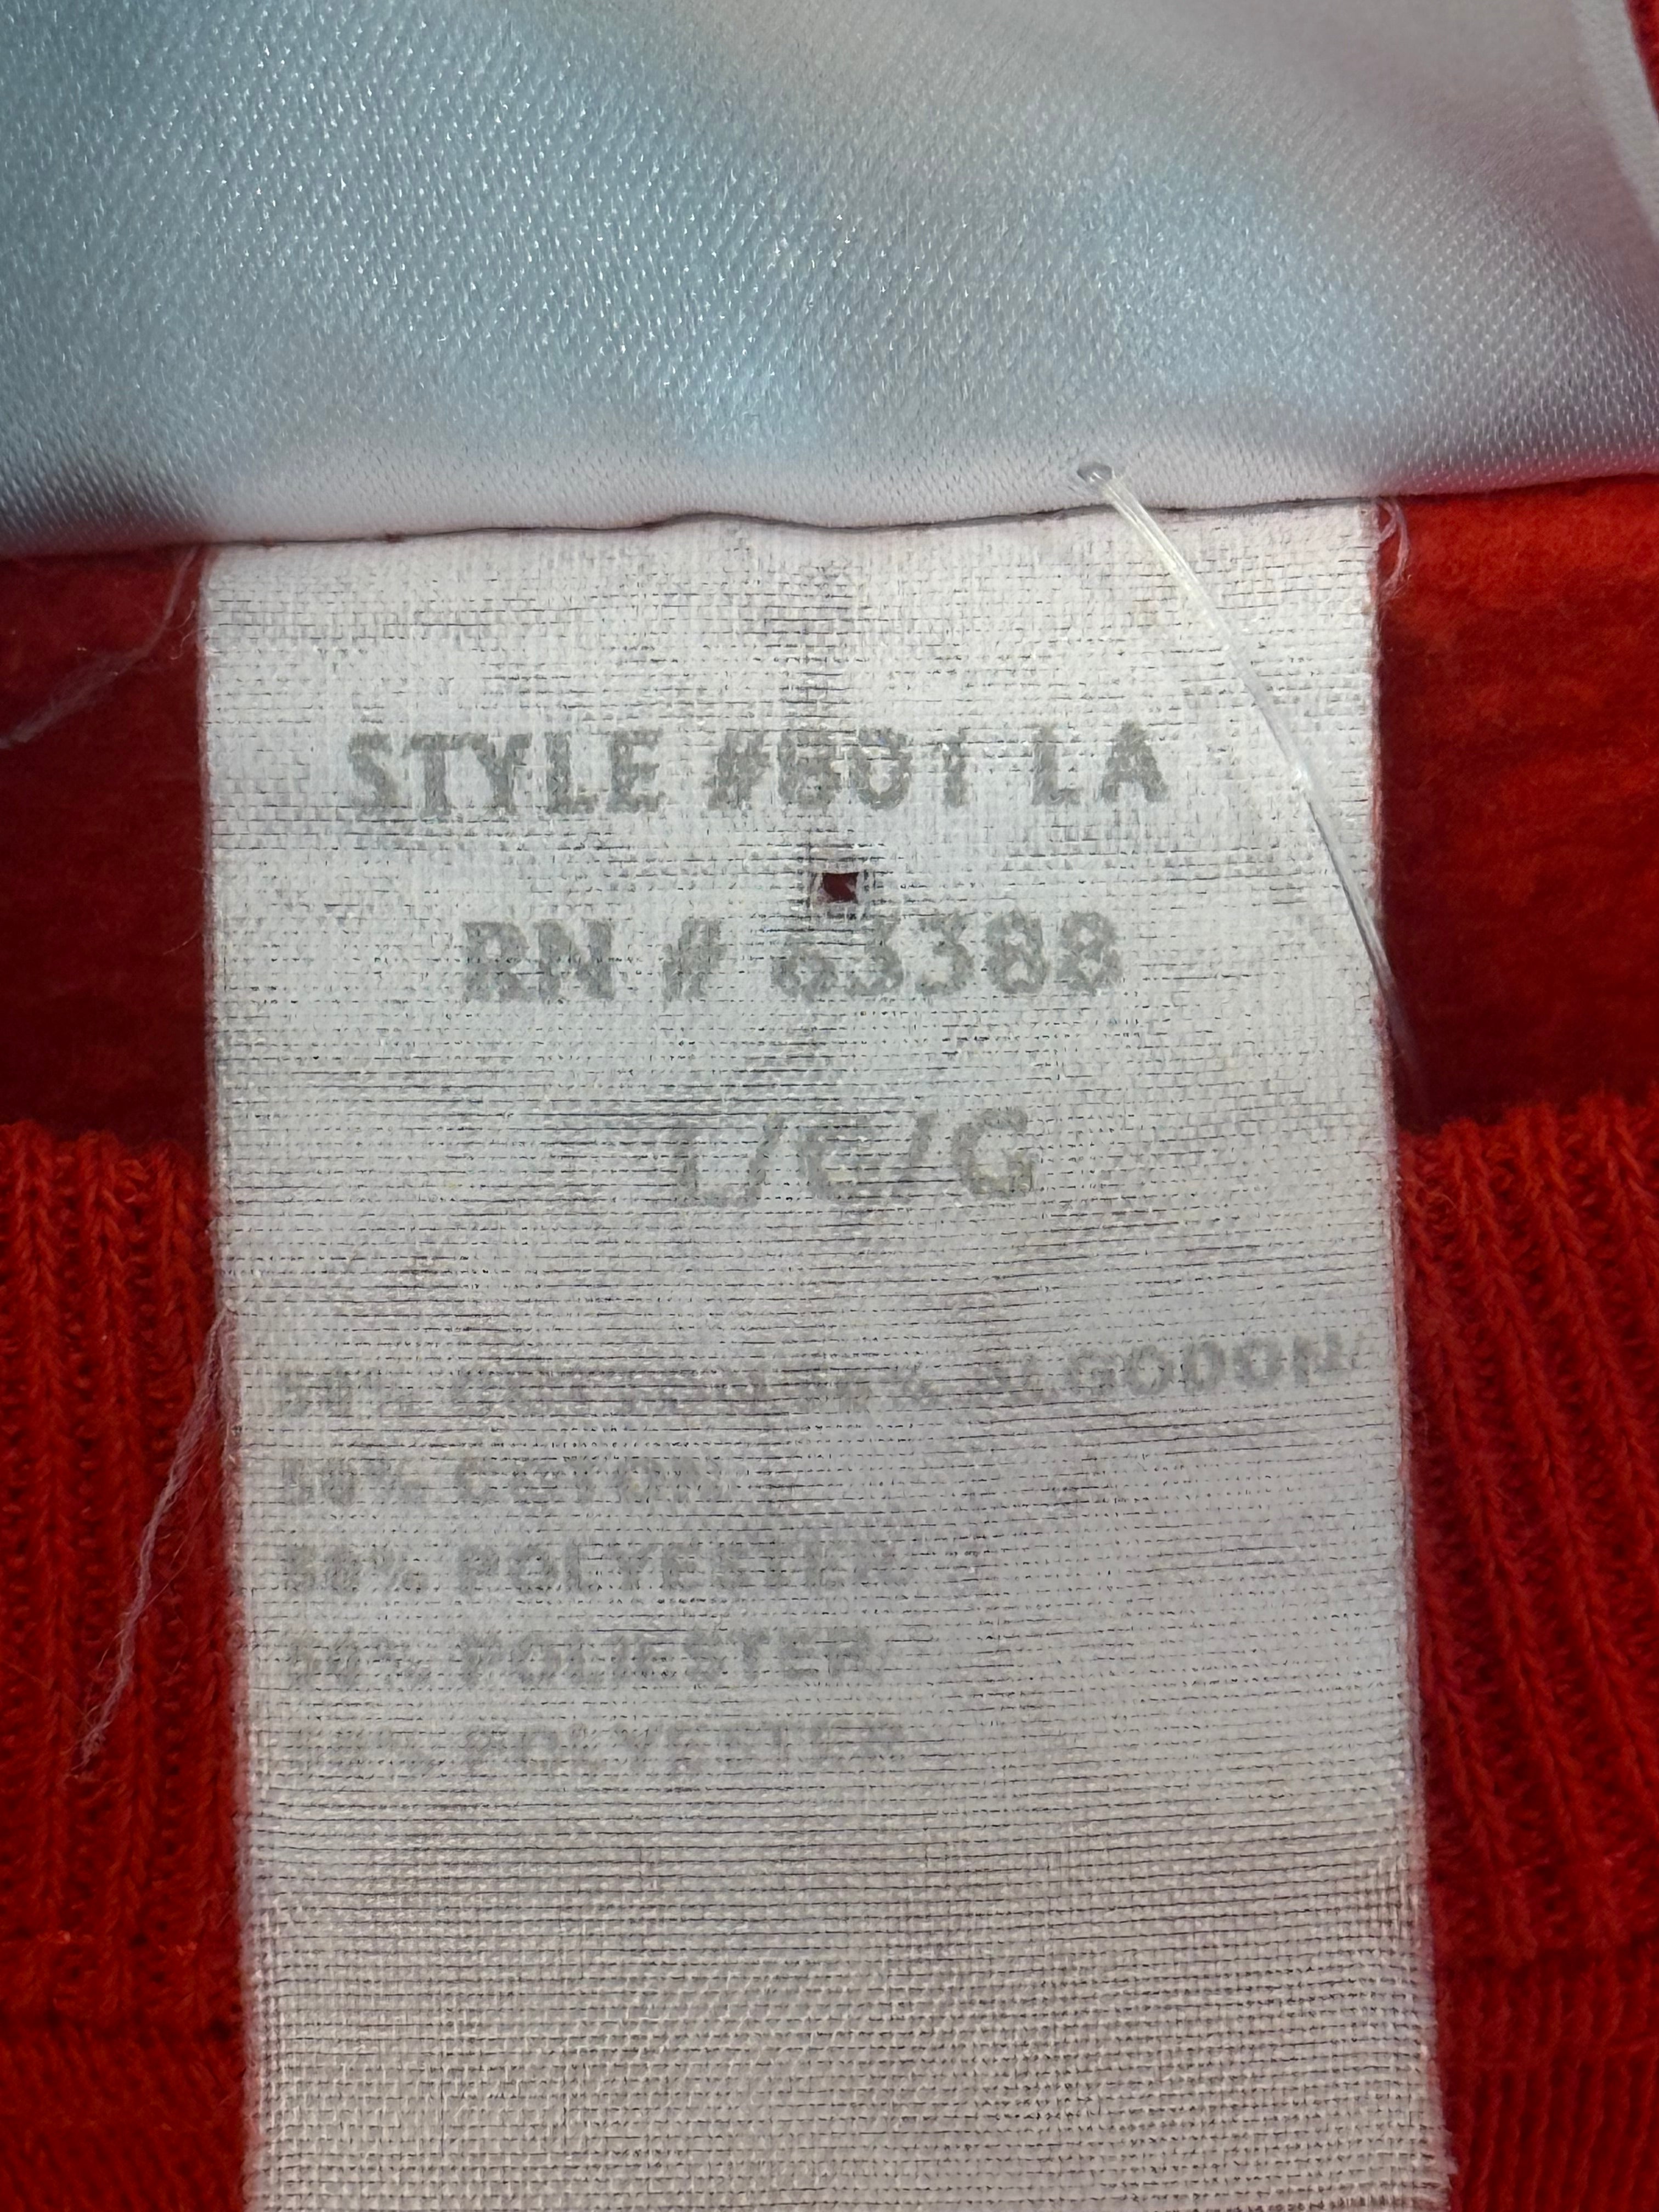 STYLE #801 LA
RN # 63388
L/G/G
50% COTTON 50% ALGODON
50% COTON
50% POLYESTER
50% POLIESTER
50% POLYESTER